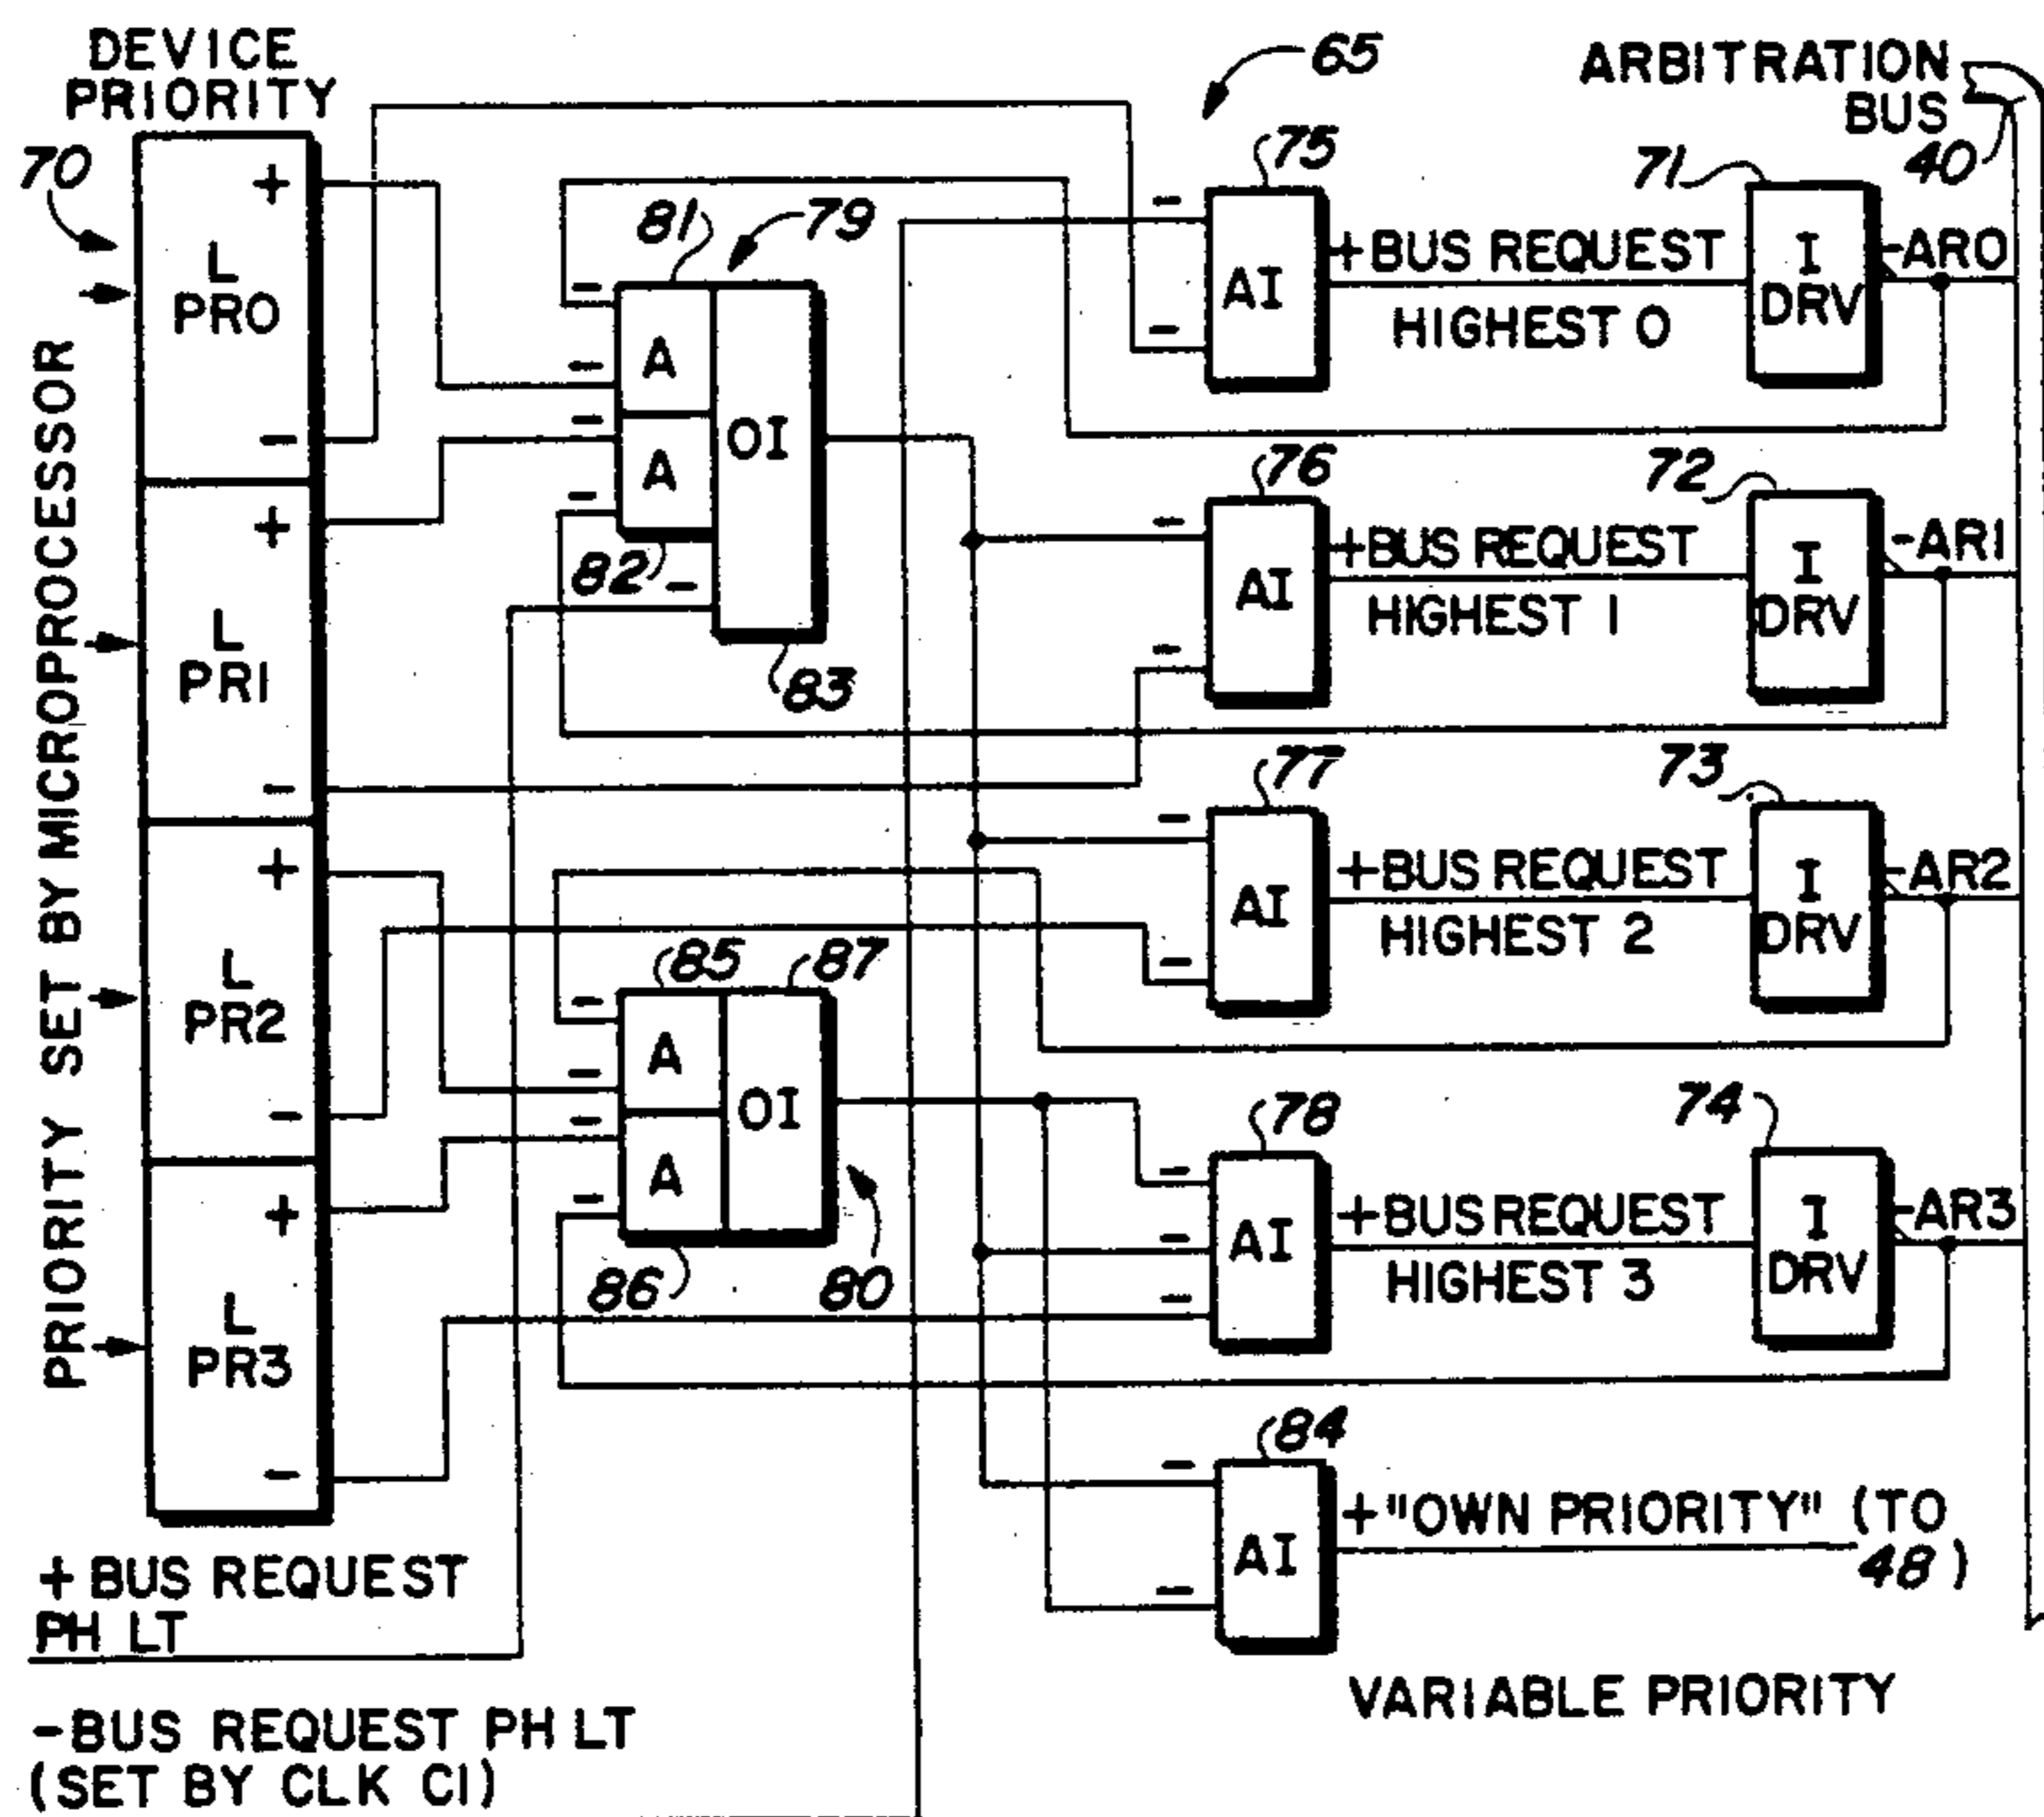 DEVICE
PRIORITY
70
PRIORITY SET BY MICROPROCESSOR
+
L
PR0
-
+
L
PR1
-
+
L
PR2
-
+
L
PR3
-
81
79
-
-
A
-
A
-
OI
82
-
83
85
87
-
-
A
-
A
-
OI
86
80
65
75
-
-
AI
+BUS REQUEST
HIGHEST 0
76
-
-
AI
+BUS REQUEST
HIGHEST 1
77
-
-
AI
+BUS REQUEST
HIGHEST 2
78
-
-
-
AI
+BUS REQUEST
HIGHEST 3
84
-
-
AI
+"OWN PRIORITY" (TO
48)
ARBITRATION
BUS
40
71
I
DRV
-AR0
72
I
DRV
-AR1
73
I
DRV
-AR2
74
I
DRV
-AR3
+BUS REQUEST
PH LT
-BUS REQUEST PH LT
(SET BY CLK C1)
VARIABLE PRIORITY